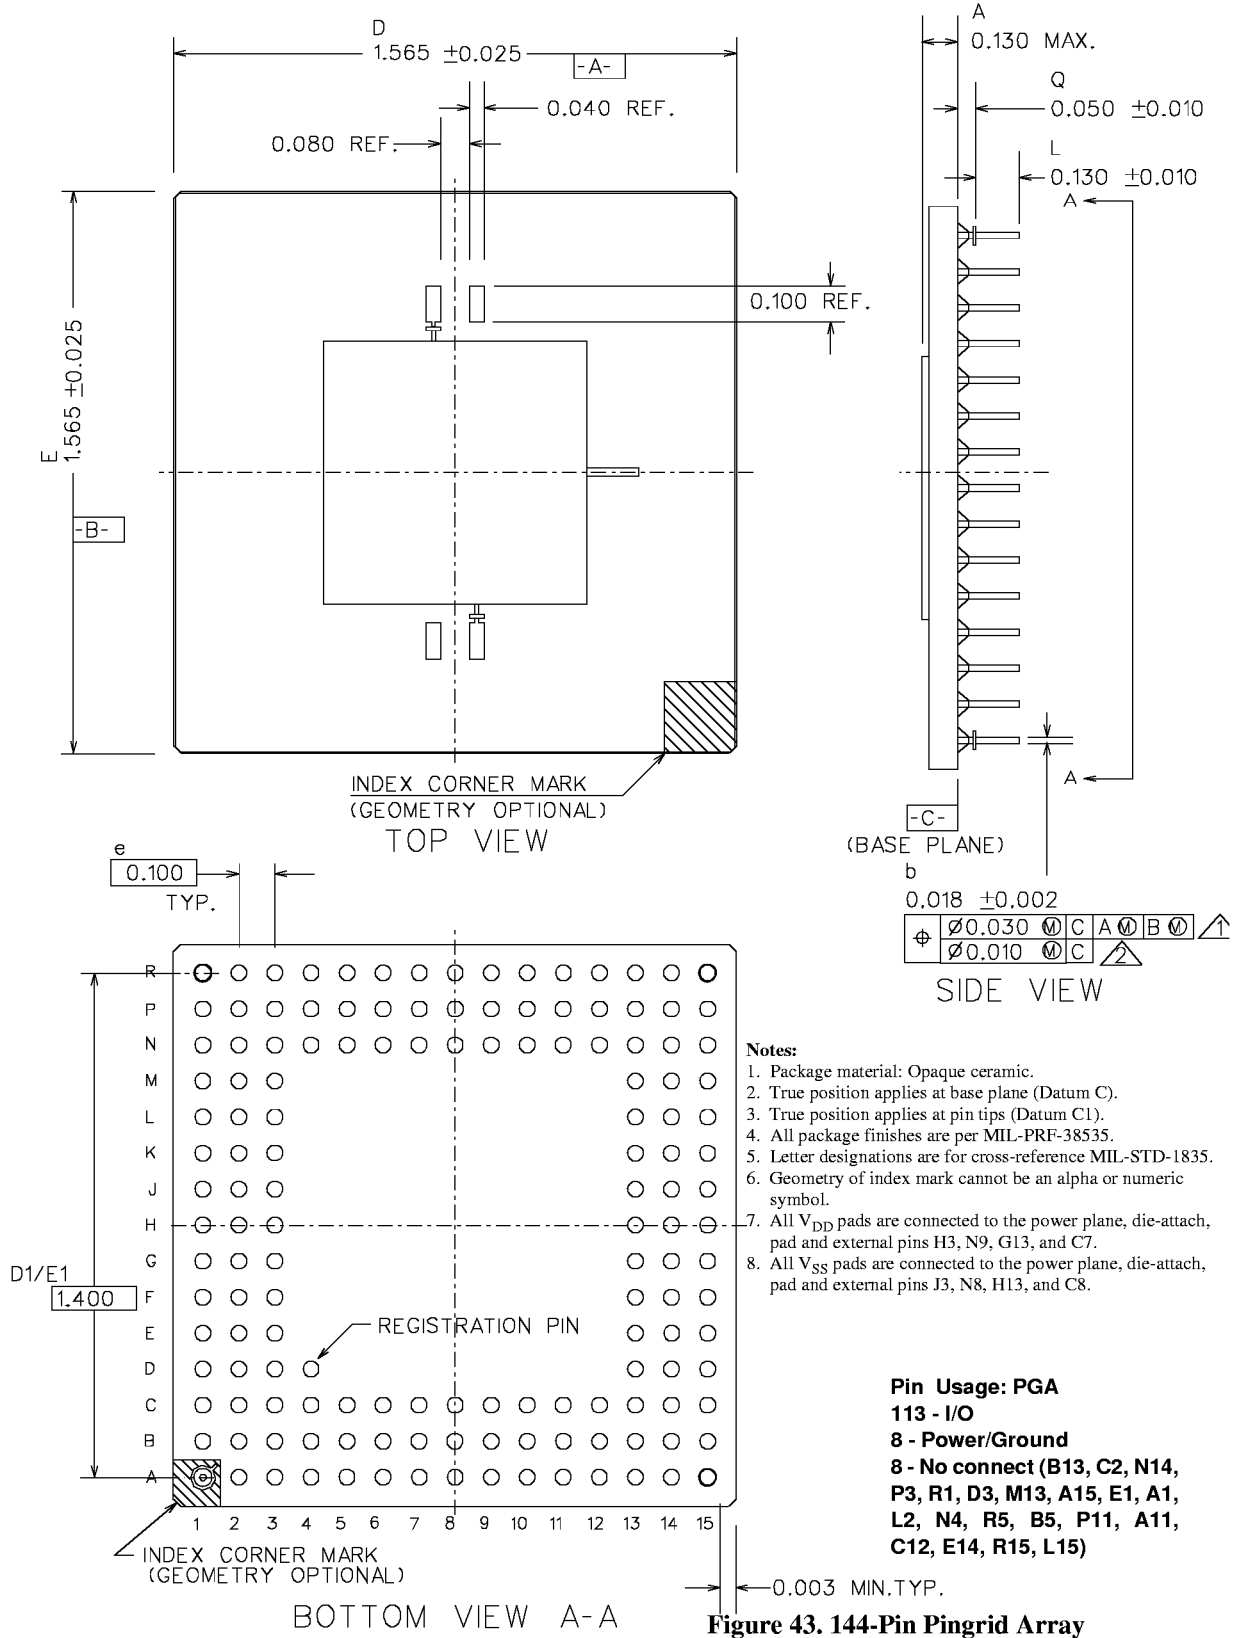 D
1.565 ±0.025
-A-
0.040 REF.
0.080 REF.
0.100 REF.
E
1.565 ±0.025
-B-
INDEX CORNER MARK
(GEOMETRY OPTIONAL)
TOP VIEW
A
0.130 MAX.
Q
0.050 ±0.010
L
0.130 ±0.010
A
A
-C-
(BASE PLANE)
b
0.018 ±0.002
⌖ Ø0.030 Ⓜ C A Ⓜ B Ⓜ 1
Ø0.010 Ⓜ C 2
SIDE VIEW
e
0.100
TYP.
R
P
N
M
L
K
J
H
G
F
E
D
C
B
A
D1/E1
1.400
REGISTRATION PIN
1 2 3 4 5 6 7 8 9 10 11 12 13 14 15
INDEX CORNER MARK
(GEOMETRY OPTIONAL)
0.003 MIN.TYP.
BOTTOM VIEW A-A
Notes:
1. Package material: Opaque ceramic.
2. True position applies at base plane (Datum C).
3. True position applies at pin tips (Datum C1).
4. All package finishes are per MIL-PRF-38535.
5. Letter designations are for cross-reference MIL-STD-1835.
6. Geometry of index mark cannot be an alpha or numeric
symbol.
7. All VDD pads are connected to the power plane, die-attach,
pad and external pins H3, N9, G13, and C7.
8. All VSS pads are connected to the power plane, die-attach,
pad and external pins J3, N8, H13, and C8.
Pin Usage: PGA
113 - I/O
8 - Power/Ground
8 - No connect (B13, C2, N14,
P3, R1, D3, M13, A15, E1, A1,
L2, N4, R5, B5, P11, A11,
C12, E14, R15, L15)
Figure 43. 144-Pin Pingrid Array